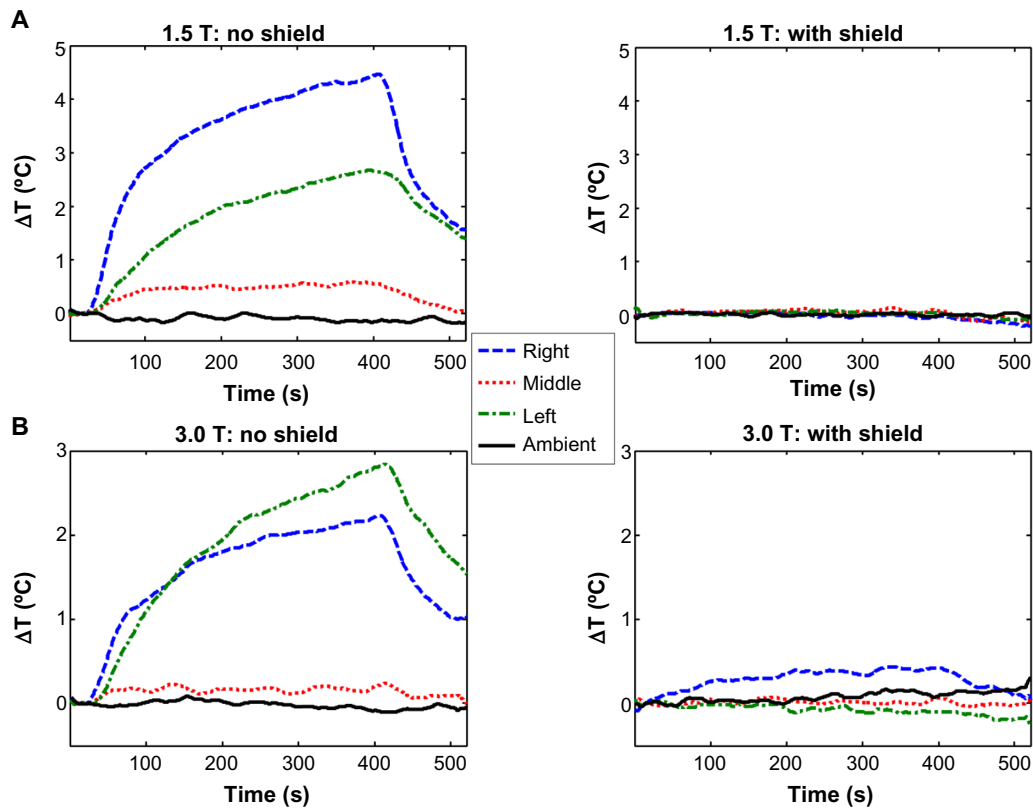 A
1.5 T: no shield
5
4
3
2
1
0
ΔT (ºC)
100 200 300 400 500
Time (s)
1.5 T: with shield
5
4
3
2
1
0
ΔT (ºC)
100 200 300 400 500
Time (s)
Right
Middle
Left
Ambient
B
3.0 T: no shield
3
2
1
0
ΔT (ºC)
100 200 300 400 500
Time (s)
3.0 T: with shield
3
2
1
0
ΔT (ºC)
100 200 300 400 500
Time (s)